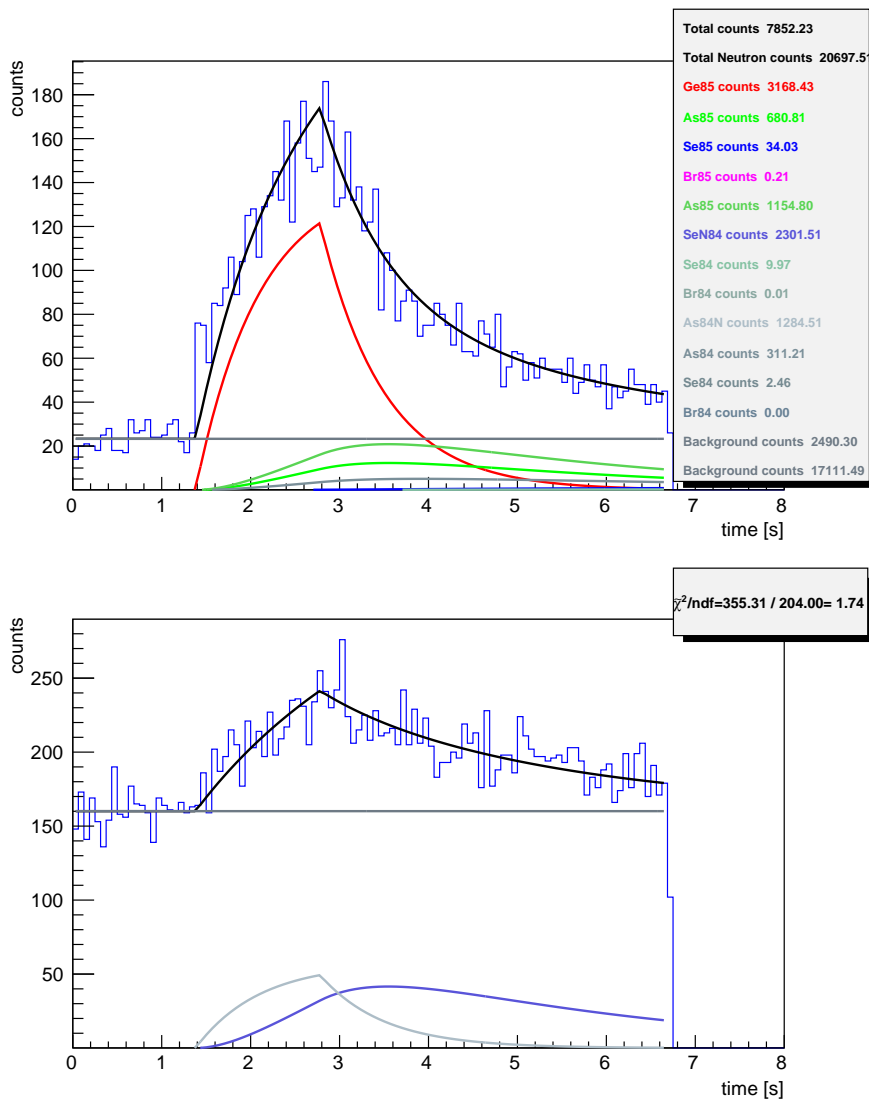 Total counts 7852.23
Total Neutron counts 20697.51
Ge85 counts 3168.43
As85 counts 680.81
Se85 counts 34.03
Br85 counts 0.21
As85 counts 1154.80
SeN84 counts 2301.51
Se84 counts 9.97
Br84 counts 0.01
As84N counts 1284.51
As84 counts 311.21
Se84 counts 2.46
Br84 counts 0.00
Background counts 2490.30
Background counts 17111.49
counts
180
160
140
120
100
80
60
40
20
0 1 2 3 4 5 6 7 8
time [s]
χ̃²/ndf=355.31 / 204.00= 1.74
counts
250
200
150
100
50
0 1 2 3 4 5 6 7 8
time [s]